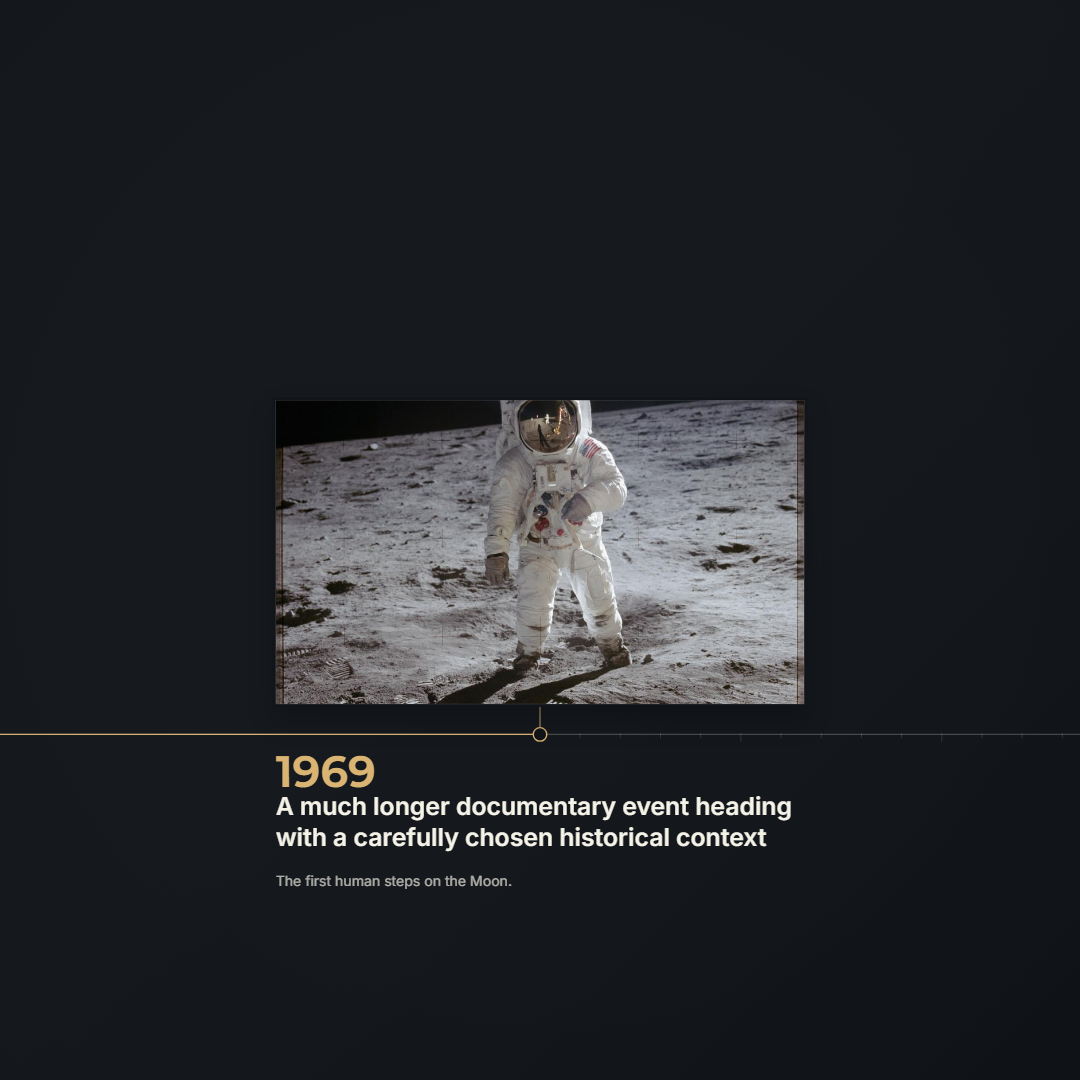 1969
A much longer documentary event heading
with a carefully chosen historical context
The first human steps on the Moon.